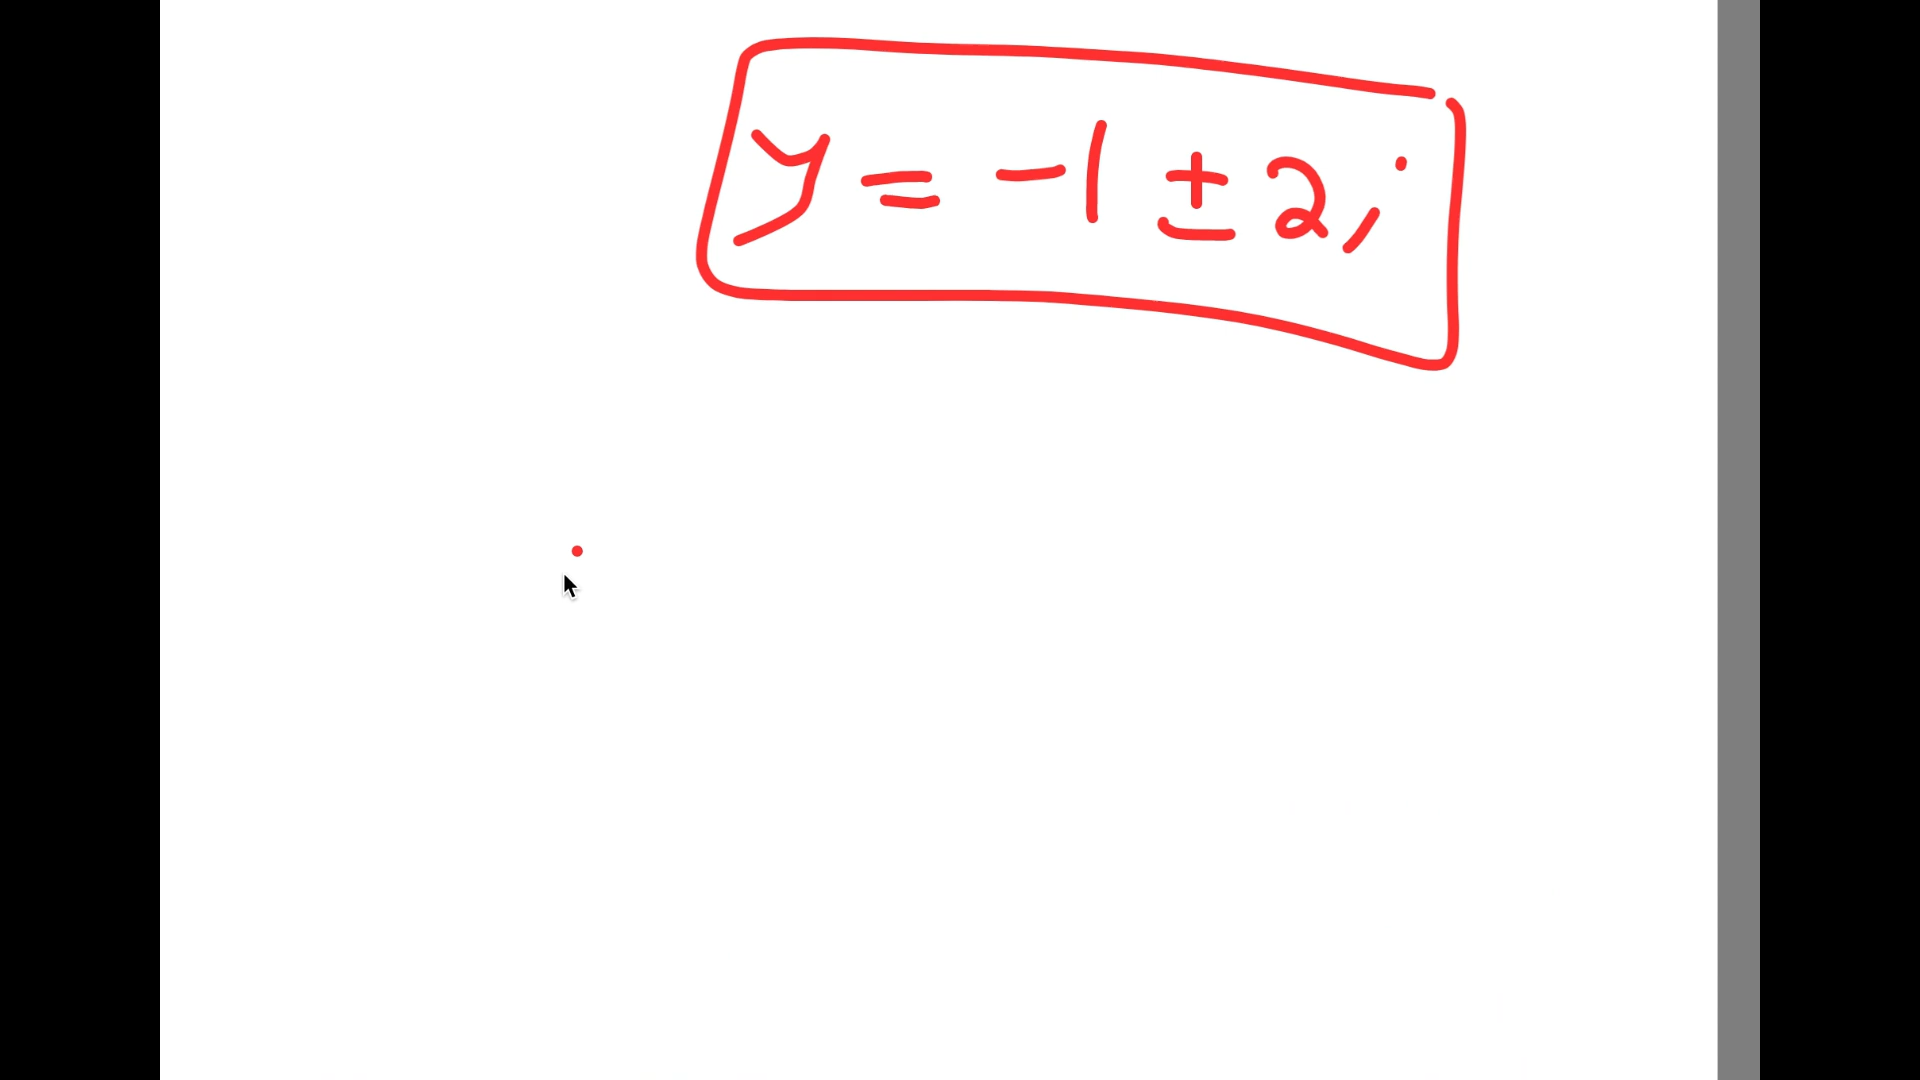 y = -1 ± 2i